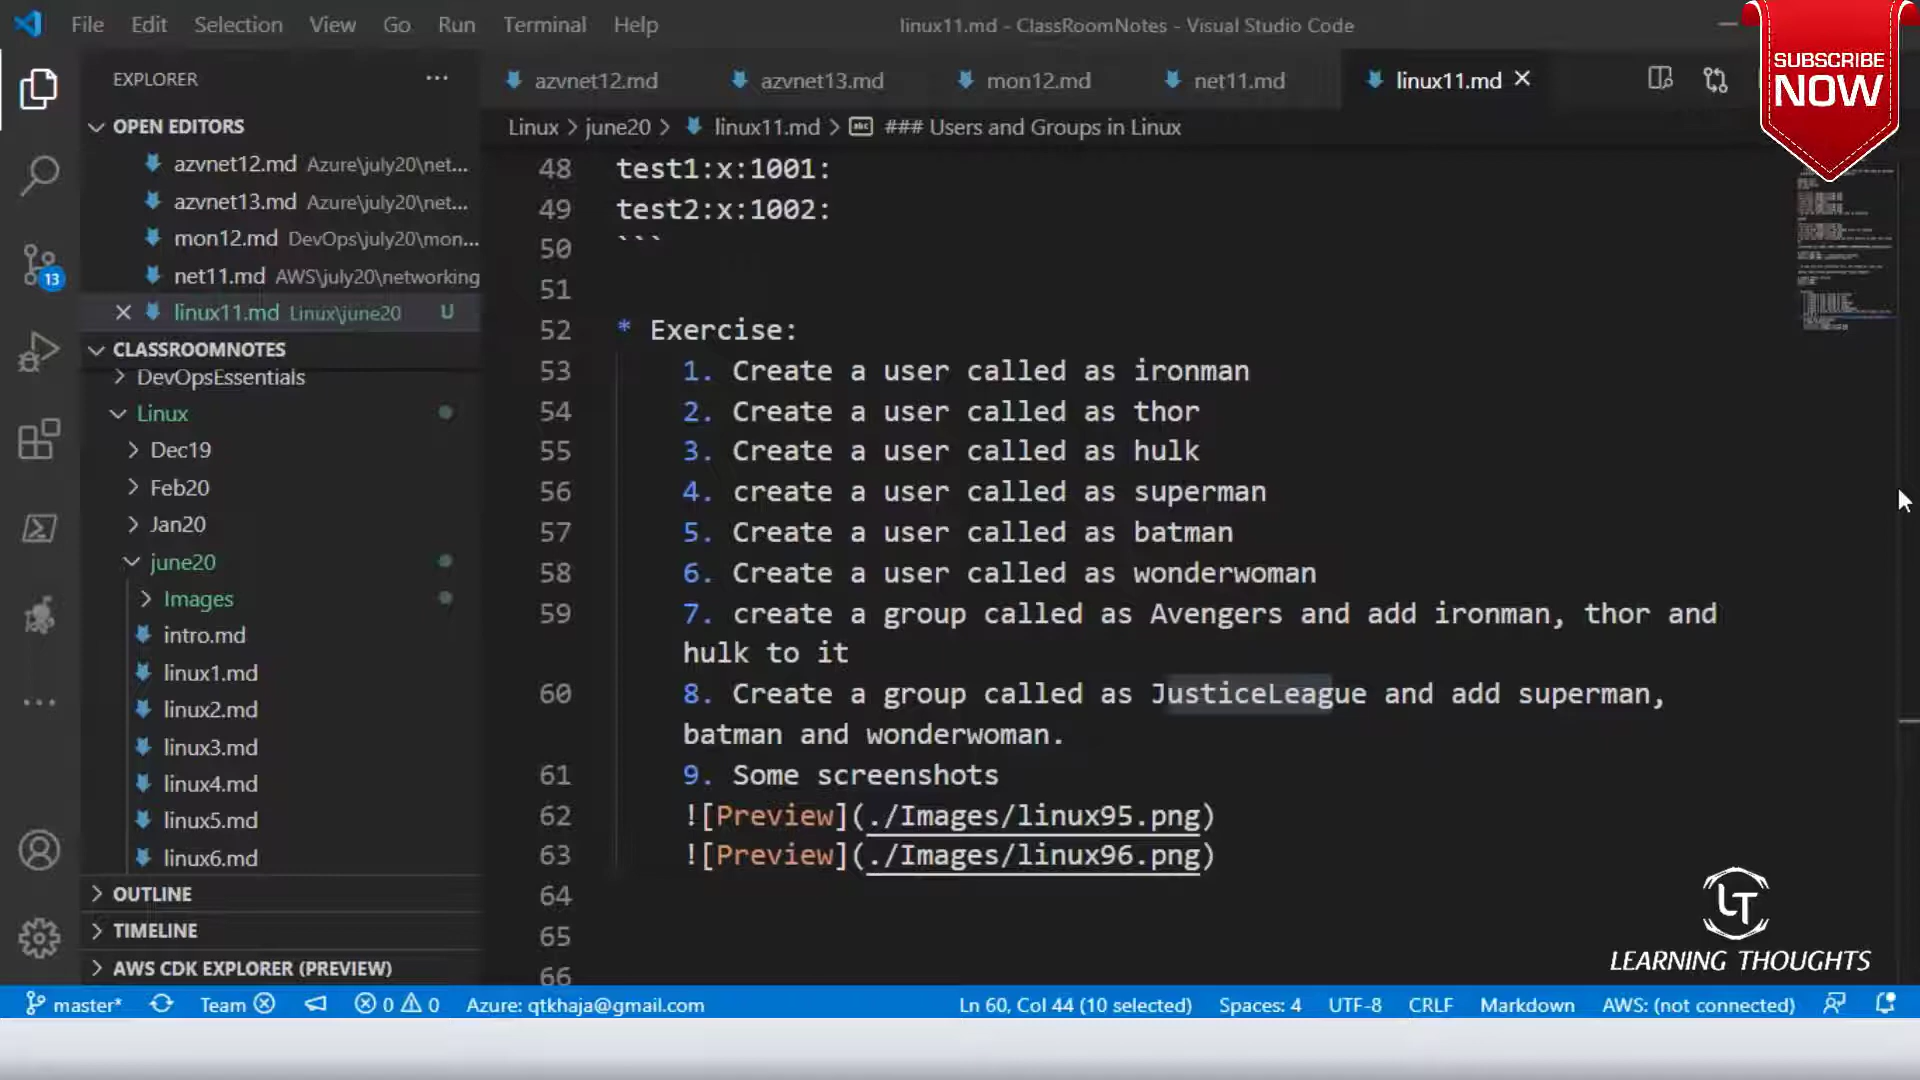 File Edit Selection View Go Run Terminal Help
linux11.md - ClassRoomNotes - Visual Studio Code
SUBSCRIBE
NOW
EXPLORER
OPEN EDITORS
azvnet12.md Azure\july20\net...
azvnet13.md Azure\july20\net...
mon12.md DevOps\july20\mon...
net11.md AWS\july20\networking
linux11.md Linux\june20 U
13
CLASSROOMNOTES
DevOpsEssentials
Linux
Dec19
Feb20
Jan20
june20
Images
intro.md
linux1.md
linux2.md
linux3.md
linux4.md
linux5.md
linux6.md
OUTLINE
TIMELINE
AWS CDK EXPLORER (PREVIEW)
azvnet12.md azvnet13.md mon12.md net11.md linux11.md
Linux > june20 > linux11.md > abc ### Users and Groups in Linux
48 test1:x:1001:
49 test2:x:1002:
50 ```
51
52 * Exercise:
53 1. Create a user called as ironman
54 2. Create a user called as thor
55 3. Create a user called as hulk
56 4. create a user called as superman
57 5. Create a user called as batman
58 6. Create a user called as wonderwoman
59 7. create a group called as Avengers and add ironman, thor and
hulk to it
60 8. Create a group called as JusticeLeague and add superman,
batman and wonderwoman.
61 9. Some screenshots
62 ![Preview](./Images/linux95.png)
63 ![Preview](./Images/linux96.png)
64
65
66
LT
LEARNING THOUGHTS
master* Team 0 0 Azure: qtkhaja@gmail.com Ln 60, Col 44 (10 selected) Spaces: 4 UTF-8 CRLF Markdown AWS: (not connected)